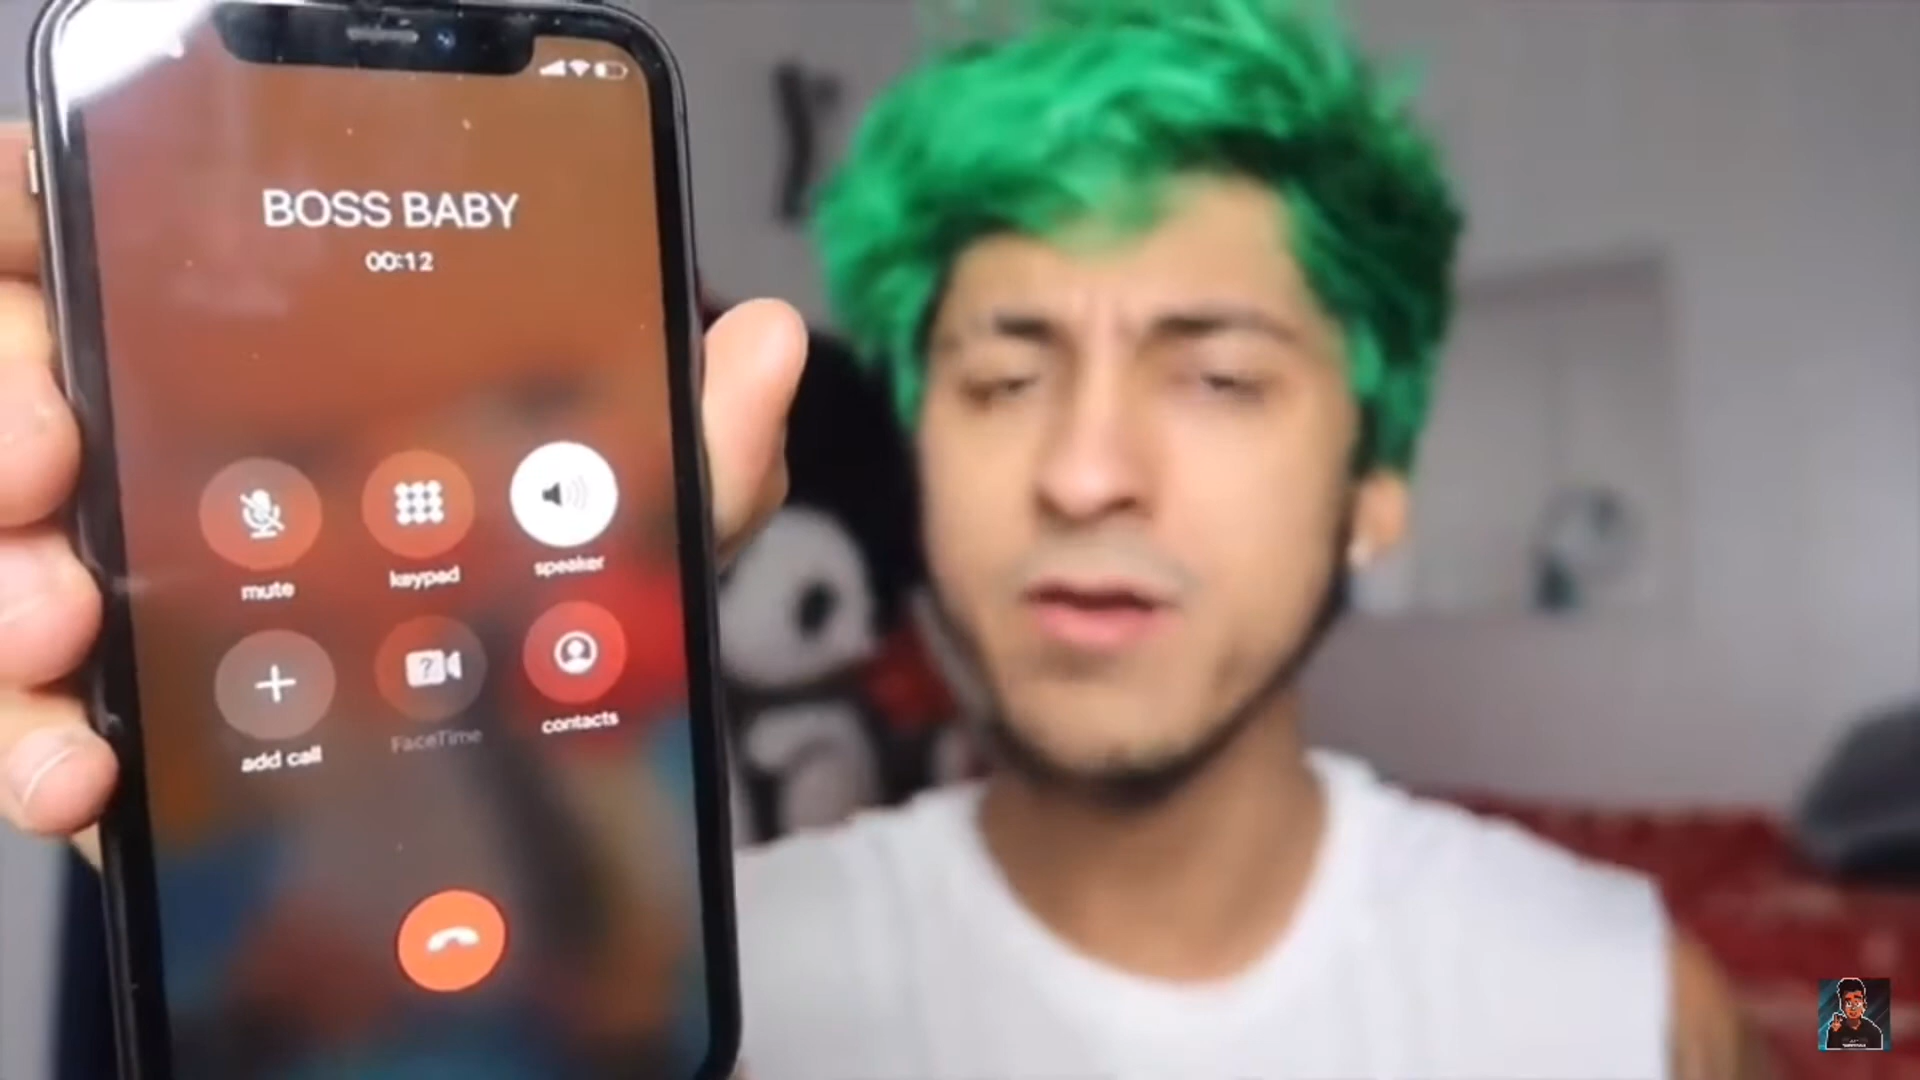 BOSS BABY
00:12
mute
keypad
speaker
add call
FaceTime
contacts